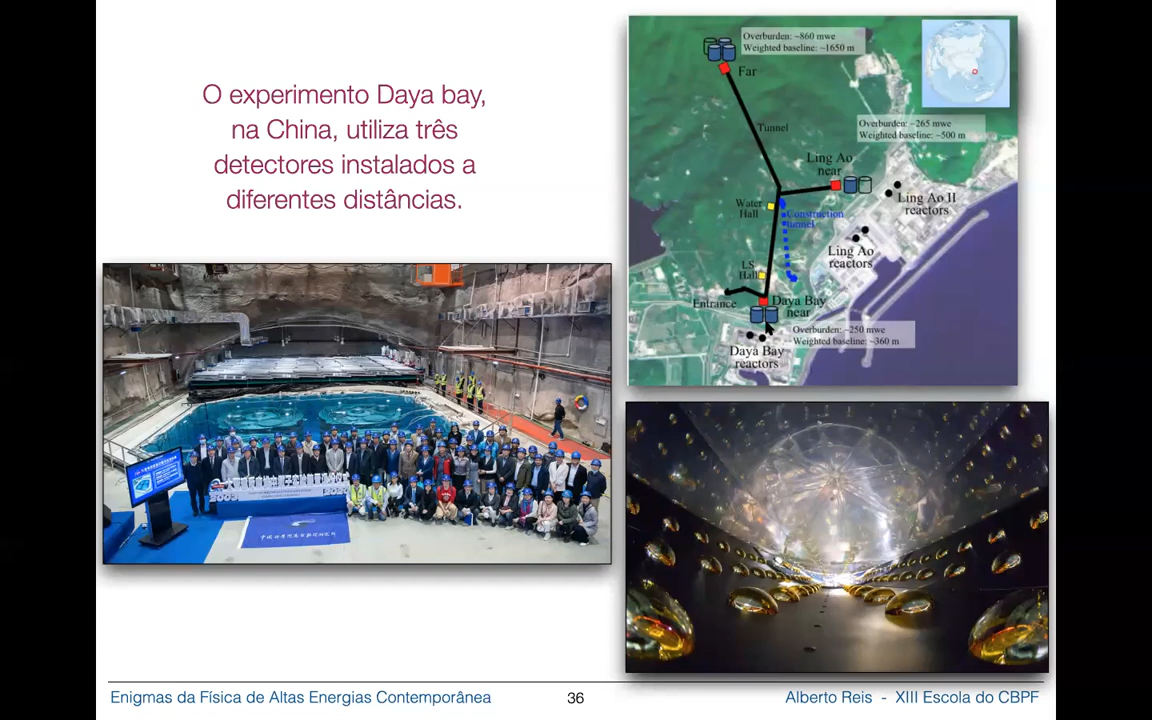 O experimento Daya bay,
na China, utiliza três
detectores instalados a
diferentes distâncias.
Overburden: ~860 mwe
Weighted baseline: ~1650 m
Far
Tunnel
Overburden: ~265 mwe
Weighted baseline: ~500 m
Ling Ao
near
Ling Ao II
reactors
Water
Hall
Construction
tunnel
Ling Ao
reactors
LS
Hall
Entrance
Daya Bay
near
Overburden: ~250 mwe
Weighted baseline: ~360 m
Daya Bay
reactors
2003
2020
Enigmas da Física de Altas Energias Contemporânea
36
Alberto Reis - XIII Escola do CBPF